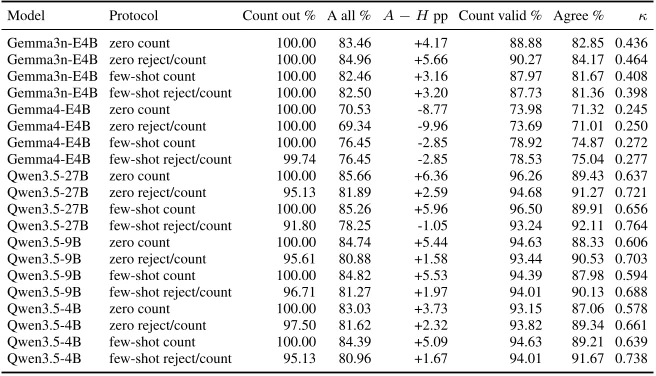 Model Protocol Count out % A all % A − H pp Count valid % Agree % κ
Gemma3n-E4B zero count 100.00 83.46 +4.17 88.88 82.85 0.436
Gemma3n-E4B zero reject/count 100.00 84.96 +5.66 90.27 84.17 0.464
Gemma3n-E4B few-shot count 100.00 82.46 +3.16 87.97 81.67 0.408
Gemma3n-E4B few-shot reject/count 100.00 82.50 +3.20 87.73 81.36 0.398
Gemma4-E4B zero count 100.00 70.53 -8.77 73.98 71.32 0.245
Gemma4-E4B zero reject/count 100.00 69.34 -9.96 73.69 71.01 0.250
Gemma4-E4B few-shot count 100.00 76.45 -2.85 78.92 74.87 0.272
Gemma4-E4B few-shot reject/count 99.74 76.45 -2.85 78.53 75.04 0.277
Qwen3.5-27B zero count 100.00 85.66 +6.36 96.26 89.43 0.637
Qwen3.5-27B zero reject/count 95.13 81.89 +2.59 94.68 91.27 0.721
Qwen3.5-27B few-shot count 100.00 85.26 +5.96 96.50 89.91 0.656
Qwen3.5-27B few-shot reject/count 91.80 78.25 -1.05 93.24 92.11 0.764
Qwen3.5-9B zero count 100.00 84.74 +5.44 94.63 88.33 0.606
Qwen3.5-9B zero reject/count 95.61 80.88 +1.58 93.44 90.53 0.703
Qwen3.5-9B few-shot count 100.00 84.82 +5.53 94.39 87.98 0.594
Qwen3.5-9B few-shot reject/count 96.71 81.27 +1.97 94.01 90.13 0.688
Qwen3.5-4B zero count 100.00 83.03 +3.73 93.15 87.06 0.578
Qwen3.5-4B zero reject/count 97.50 81.62 +2.32 93.82 89.34 0.661
Qwen3.5-4B few-shot count 100.00 84.39 +5.09 94.63 89.21 0.639
Qwen3.5-4B few-shot reject/count 95.13 80.96 +1.67 94.01 91.67 0.738